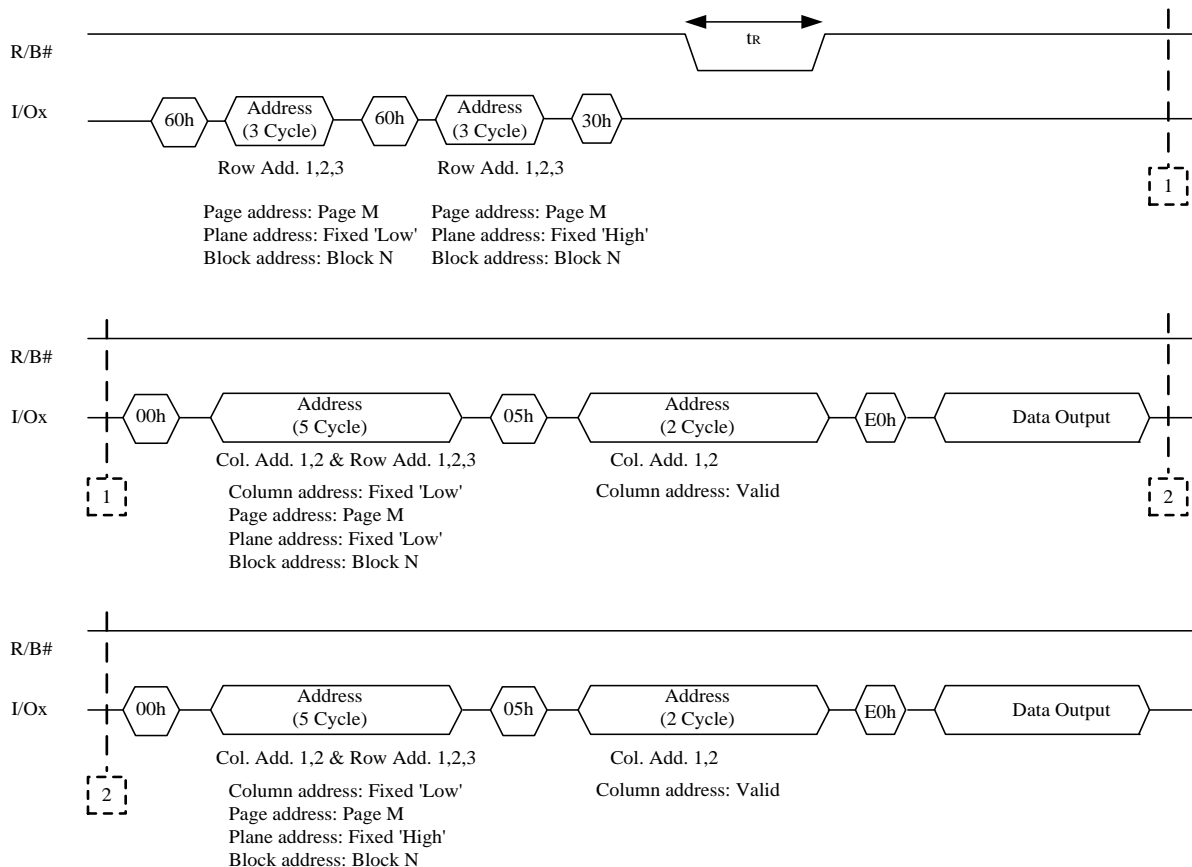 tR
R/B#
I/Ox
60h
Address
(3 Cycle)
60h
Address
(3 Cycle)
30h
Row Add. 1,2,3
Row Add. 1,2,3
1
Page address: Page M
Plane address: Fixed 'Low'
Block address: Block N
Page address: Page M
Plane address: Fixed 'High'
Block address: Block N
R/B#
I/Ox
00h
Address
(5 Cycle)
05h
Address
(2 Cycle)
E0h
Data Output
Col. Add. 1,2 & Row Add. 1,2,3
Col. Add. 1,2
1
Column address: Fixed 'Low'
Page address: Page M
Plane address: Fixed 'Low'
Block address: Block N
Column address: Valid
2
R/B#
I/Ox
00h
Address
(5 Cycle)
05h
Address
(2 Cycle)
E0h
Data Output
Col. Add. 1,2 & Row Add. 1,2,3
Col. Add. 1,2
2
Column address: Fixed 'Low'
Page address: Page M
Plane address: Fixed 'High'
Block address: Block N
Column address: Valid